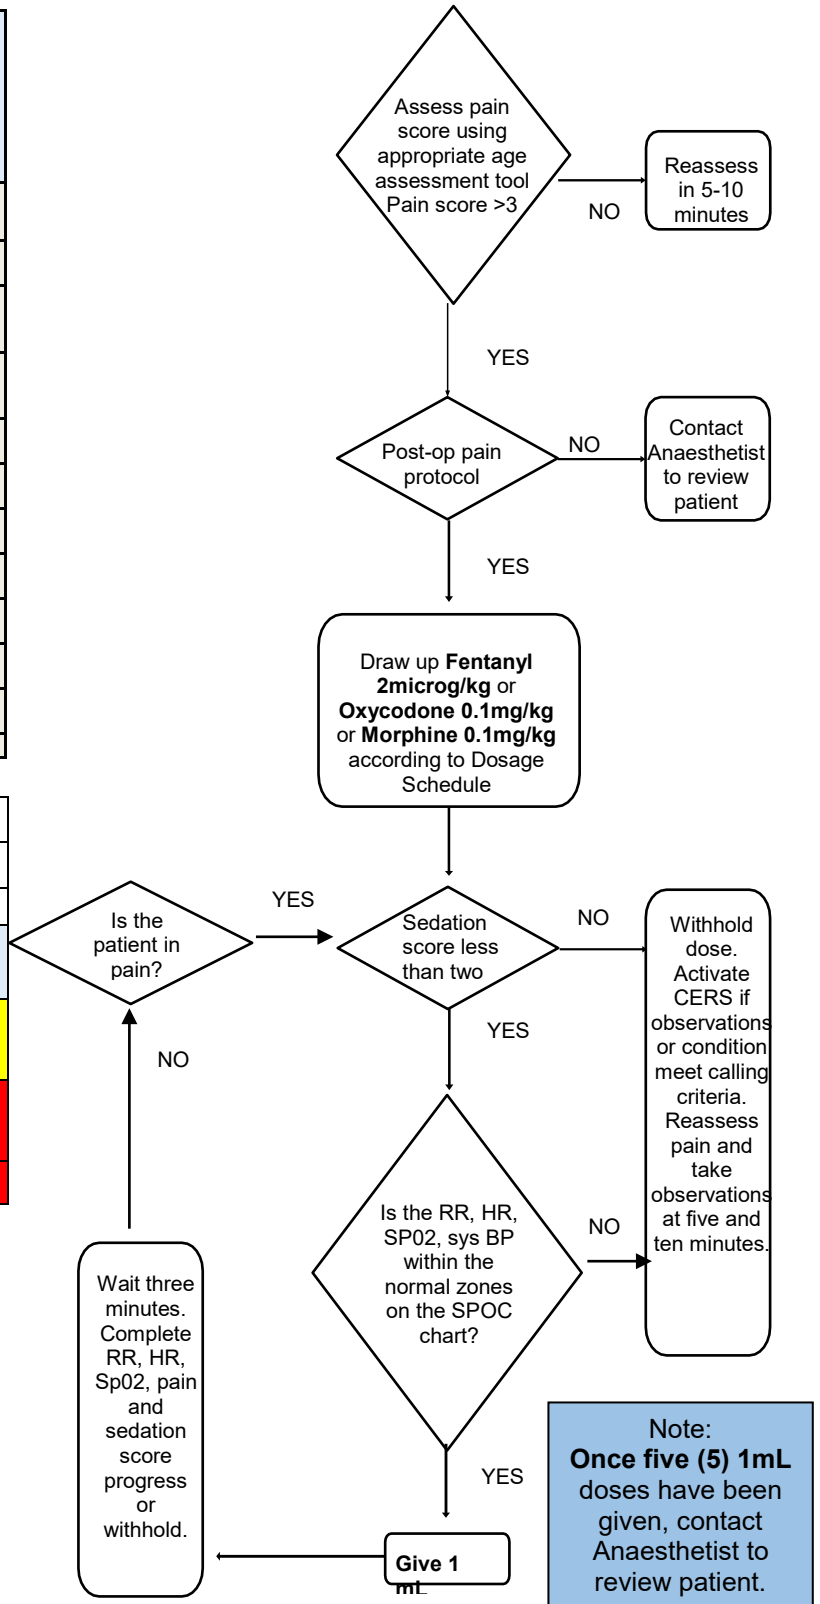 Assess pain
score using
appropriate age
assessment tool
Pain score >3
NO
Reassess
in 5-10
minutes
YES
Post-op pain
protocol
NO
Contact
Anaesthetist
to review
patient
YES
Draw up Fentanyl
2microg/kg or
Oxycodone 0.1mg/kg
or Morphine 0.1mg/kg
according to Dosage
Schedule
Is the
patient in
pain?
YES
Sedation
score less
than two
NO
Withhold
dose.
Activate
CERS if
observations
or condition
meet calling
criteria.
Reassess
pain and
take
observations
at five and
ten minutes.
YES
NO
Is the RR, HR,
SP02, sys BP
within the
normal zones
on the SPOC
chart?
NO
Wait three
minutes.
Complete
RR, HR,
Sp02, pain
and
sedation
score
progress
or
withhold.
YES
Give 1
mL
Note:
Once five (5) 1mL
doses have been
given, contact
Anaesthetist to
review patient.